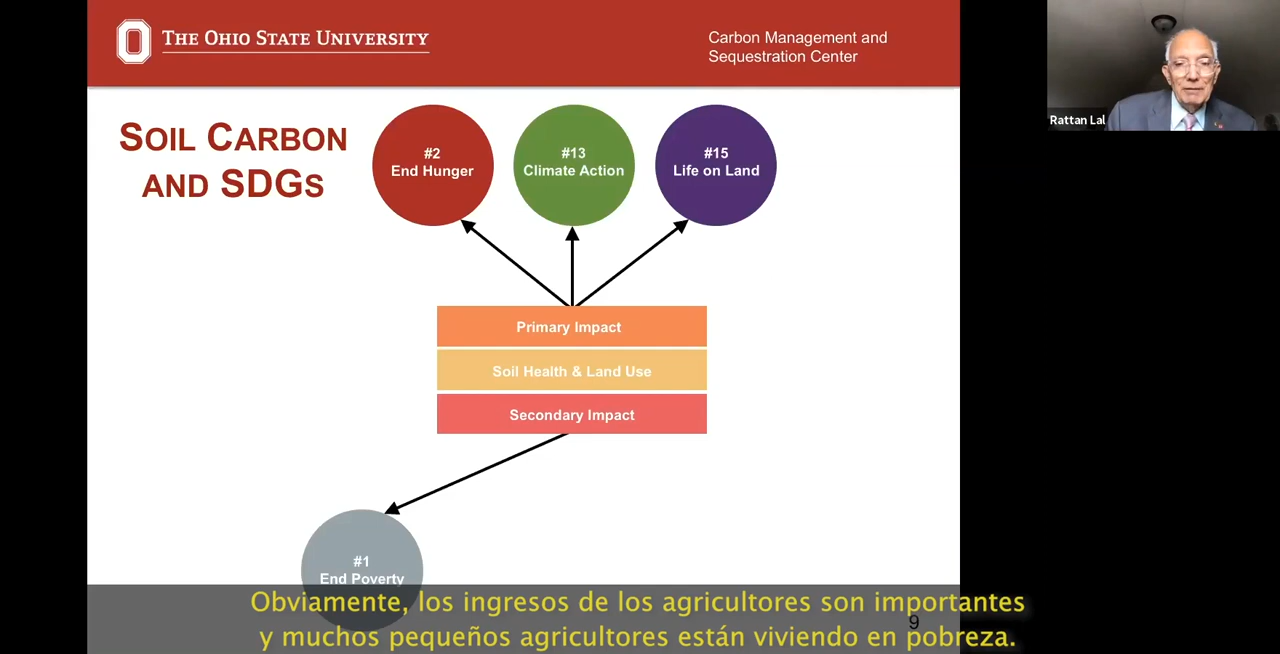 THE OHIO STATE UNIVERSITY
Carbon Management and
Sequestration Center
Rattan Lal
SOIL CARBON
AND SDGS
#2
End Hunger
#13
Climate Action
#15
Life on Land
Primary Impact
Soil Health & Land Use
Secondary Impact
#1
End Poverty
Obviamente, los ingresos de los agricultores son importantes
9
y muchos pequeños agricultores están viviendo en pobreza.